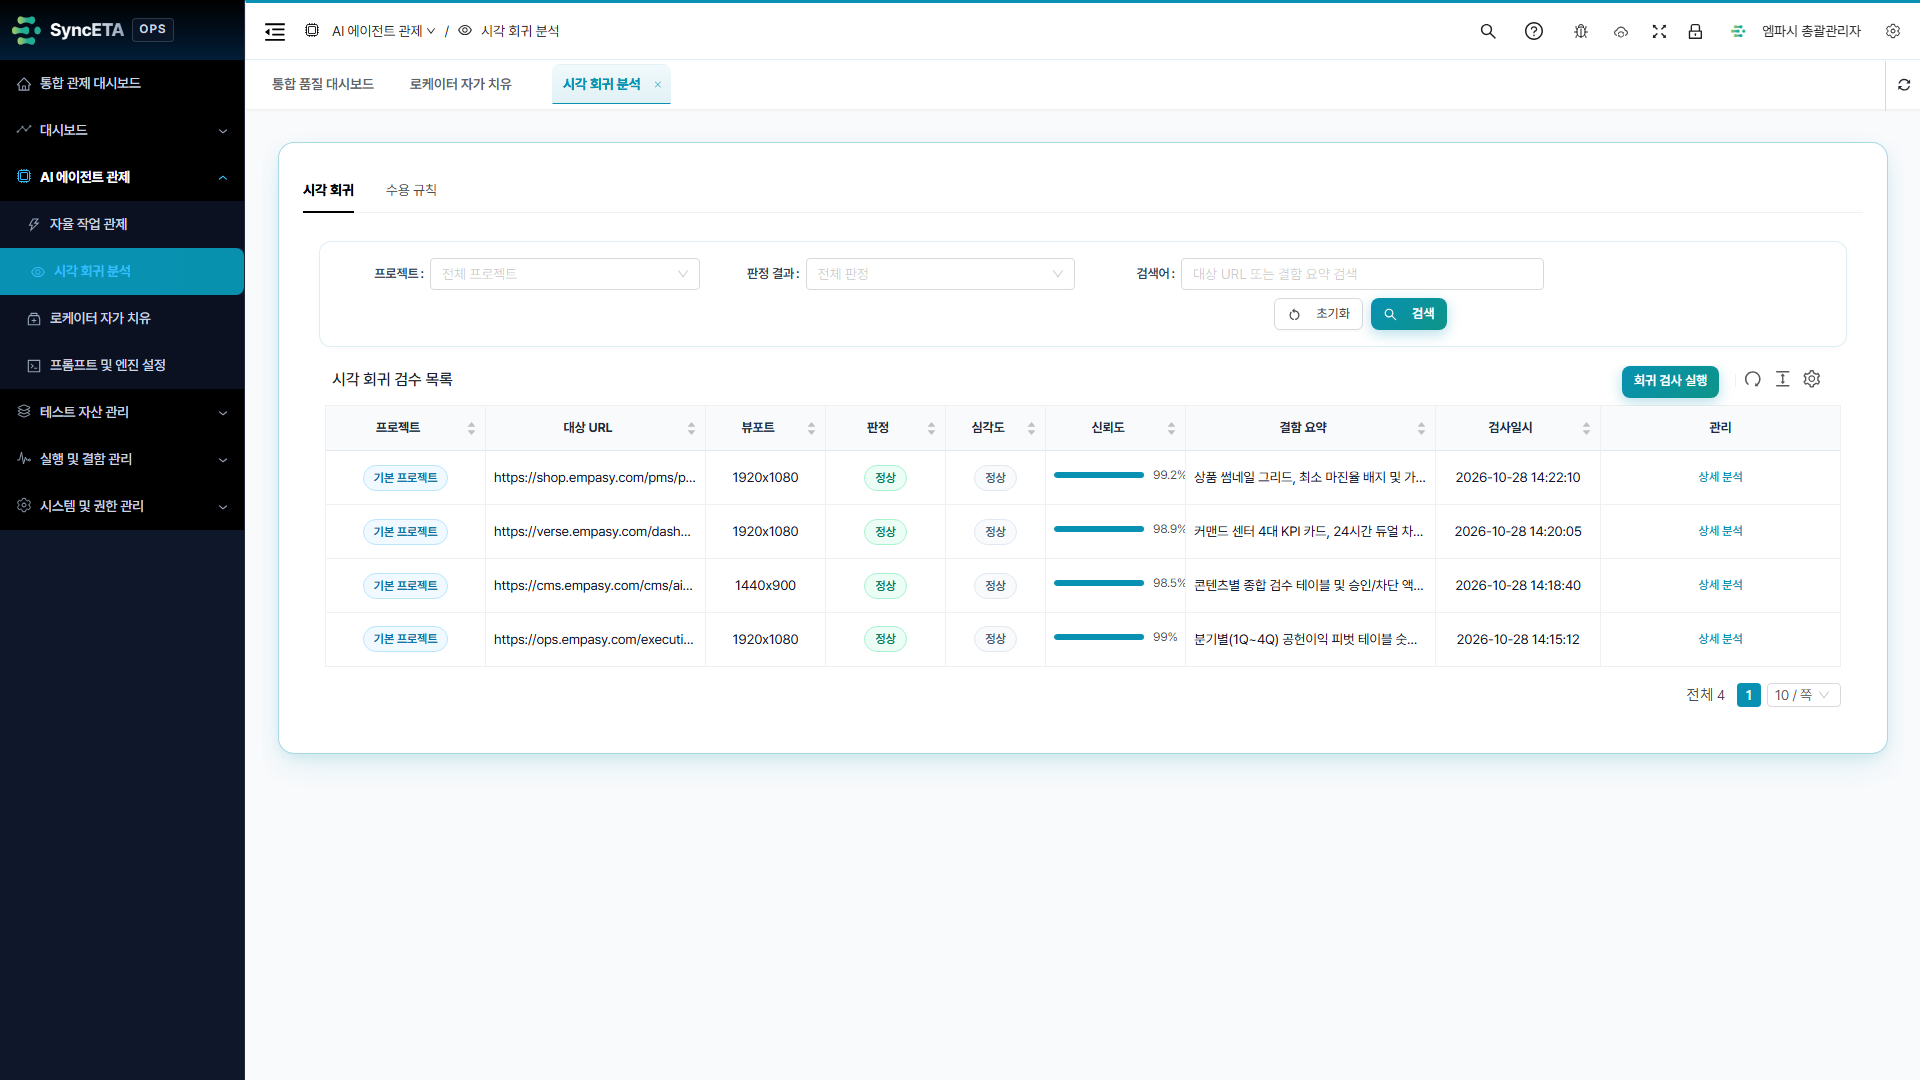 SyncETA OPS
AI 에이전트 관제 / 시각 회귀 분석
엠파시 총괄관리자
통합 관제 대시보드
대시보드
AI 에이전트 관제
자율 작업 관제
시각 회귀 분석
로케이터 자가 치유
프롬프트 및 엔진 설정
테스트 자산 관리
실행 및 결함 관리
시스템 및 권한 관리
통합 품질 대시보드 로케이터 자가 치유 시각 회귀 분석
시각 회귀 수용 규칙
프로젝트: 전체 프로젝트 판정 결과: 전체 판정 검색어: 대상 URL 또는 결함 요약 검색
초기화 검색
시각 회귀 검수 목록
회귀 검사 실행
프로젝트 대상 URL 뷰포트 판정 심각도 신뢰도 결함 요약 검사일시 관리
기본 프로젝트 https://shop.empasy.com/pms/p... 1920x1080 정상 정상 99.2% 상품 썸네일 그리드, 최소 마진율 배지 및 가... 2026-10-28 14:22:10 상세 분석
기본 프로젝트 https://verse.empasy.com/dash... 1920x1080 정상 정상 98.9% 커맨드 센터 4대 KPI 카드, 24시간 듀얼 차... 2026-10-28 14:20:05 상세 분석
기본 프로젝트 https://cms.empasy.com/cms/ai... 1440x900 정상 정상 98.5% 콘텐츠별 종합 검수 테이블 및 승인/차단 액... 2026-10-28 14:18:40 상세 분석
기본 프로젝트 https://ops.empasy.com/executi... 1920x1080 정상 정상 99% 분기별(1Q~4Q) 공헌이익 피벗 테이블 숫... 2026-10-28 14:15:12 상세 분석
전체 4 1 10 / 쪽